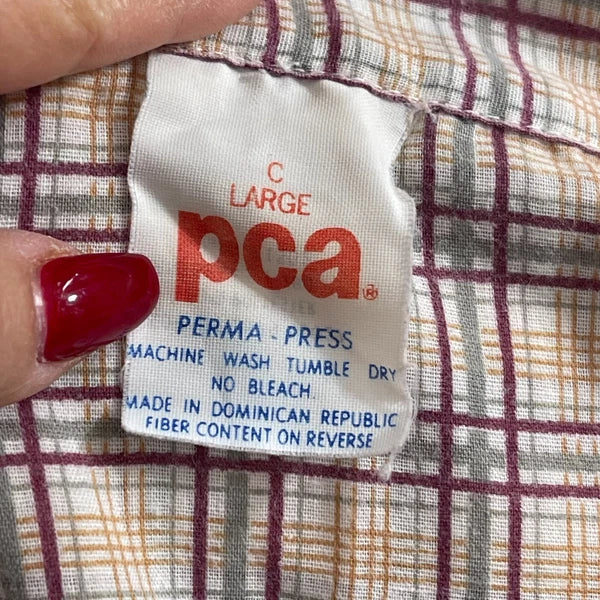 C
LARGE
pca®
PERMA - PRESS
MACHINE WASH TUMBLE DRY
NO BLEACH.
MADE IN DOMINICAN REPUBLIC
FIBER CONTENT ON REVERSE